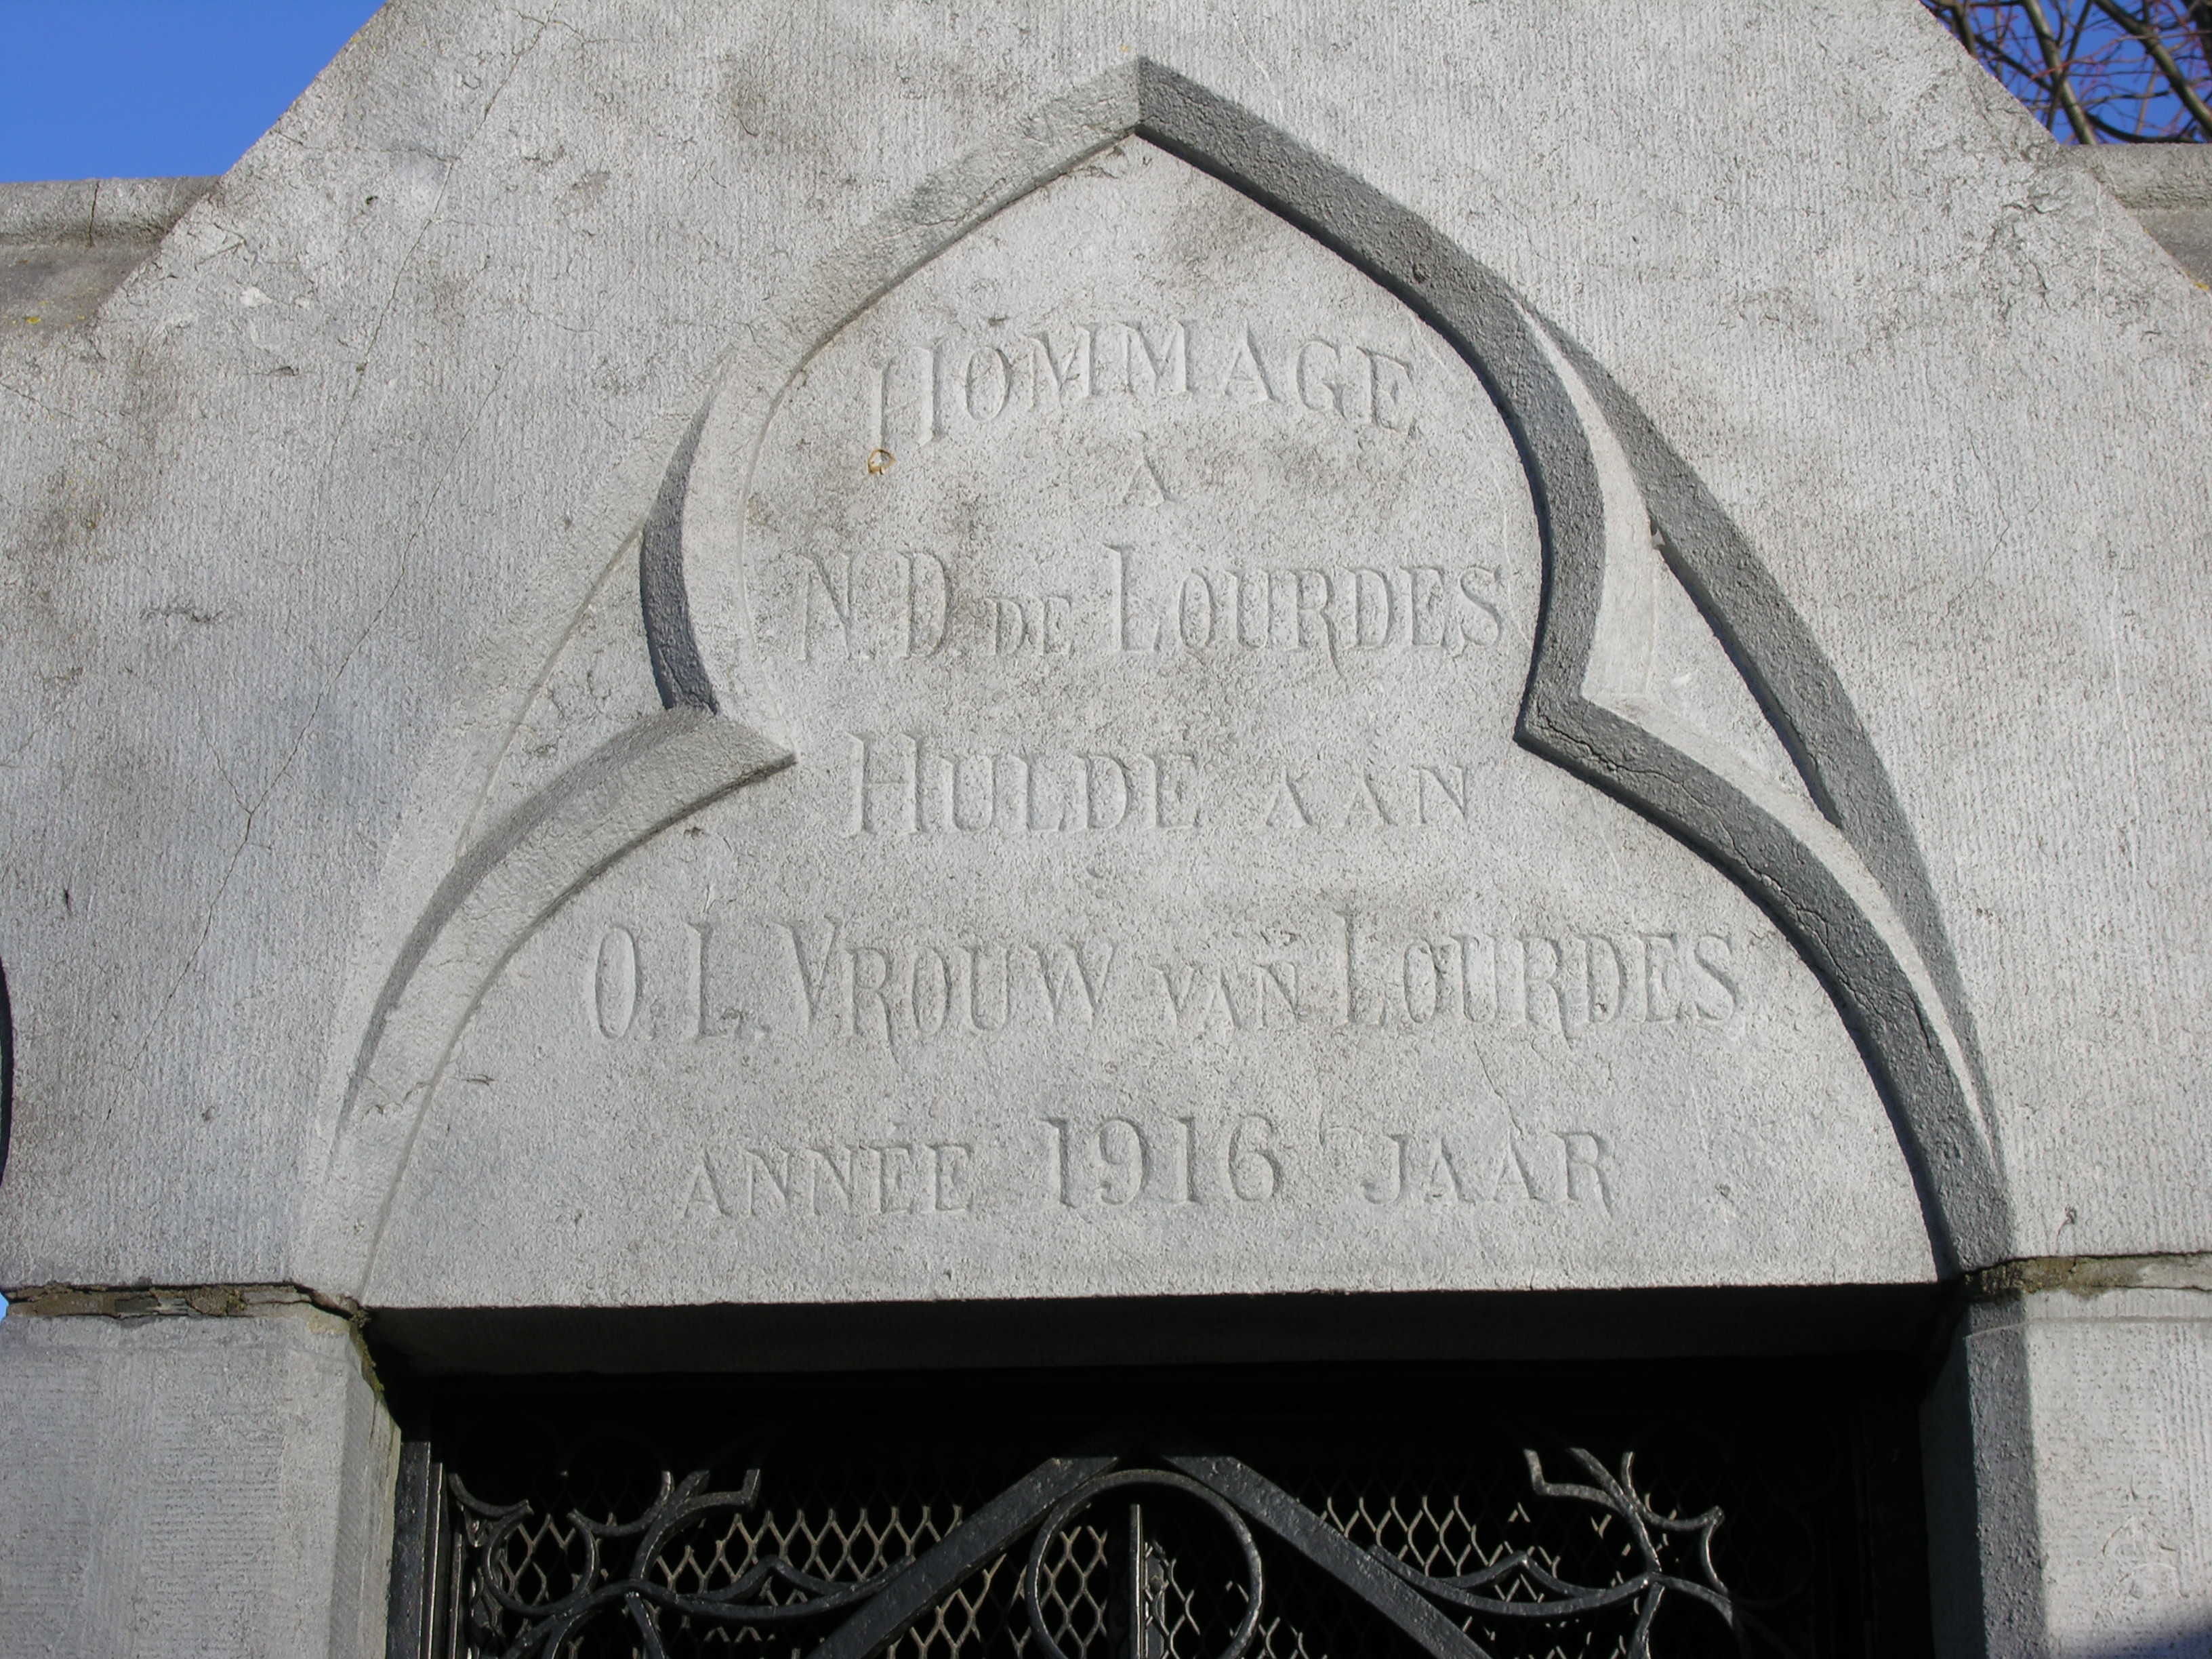 HOMMAGE
A
N.D. DE LOURDES
HULDE AAN
O.L. VROUW VAN LOURDES
ANNÉE 1916 JAAR